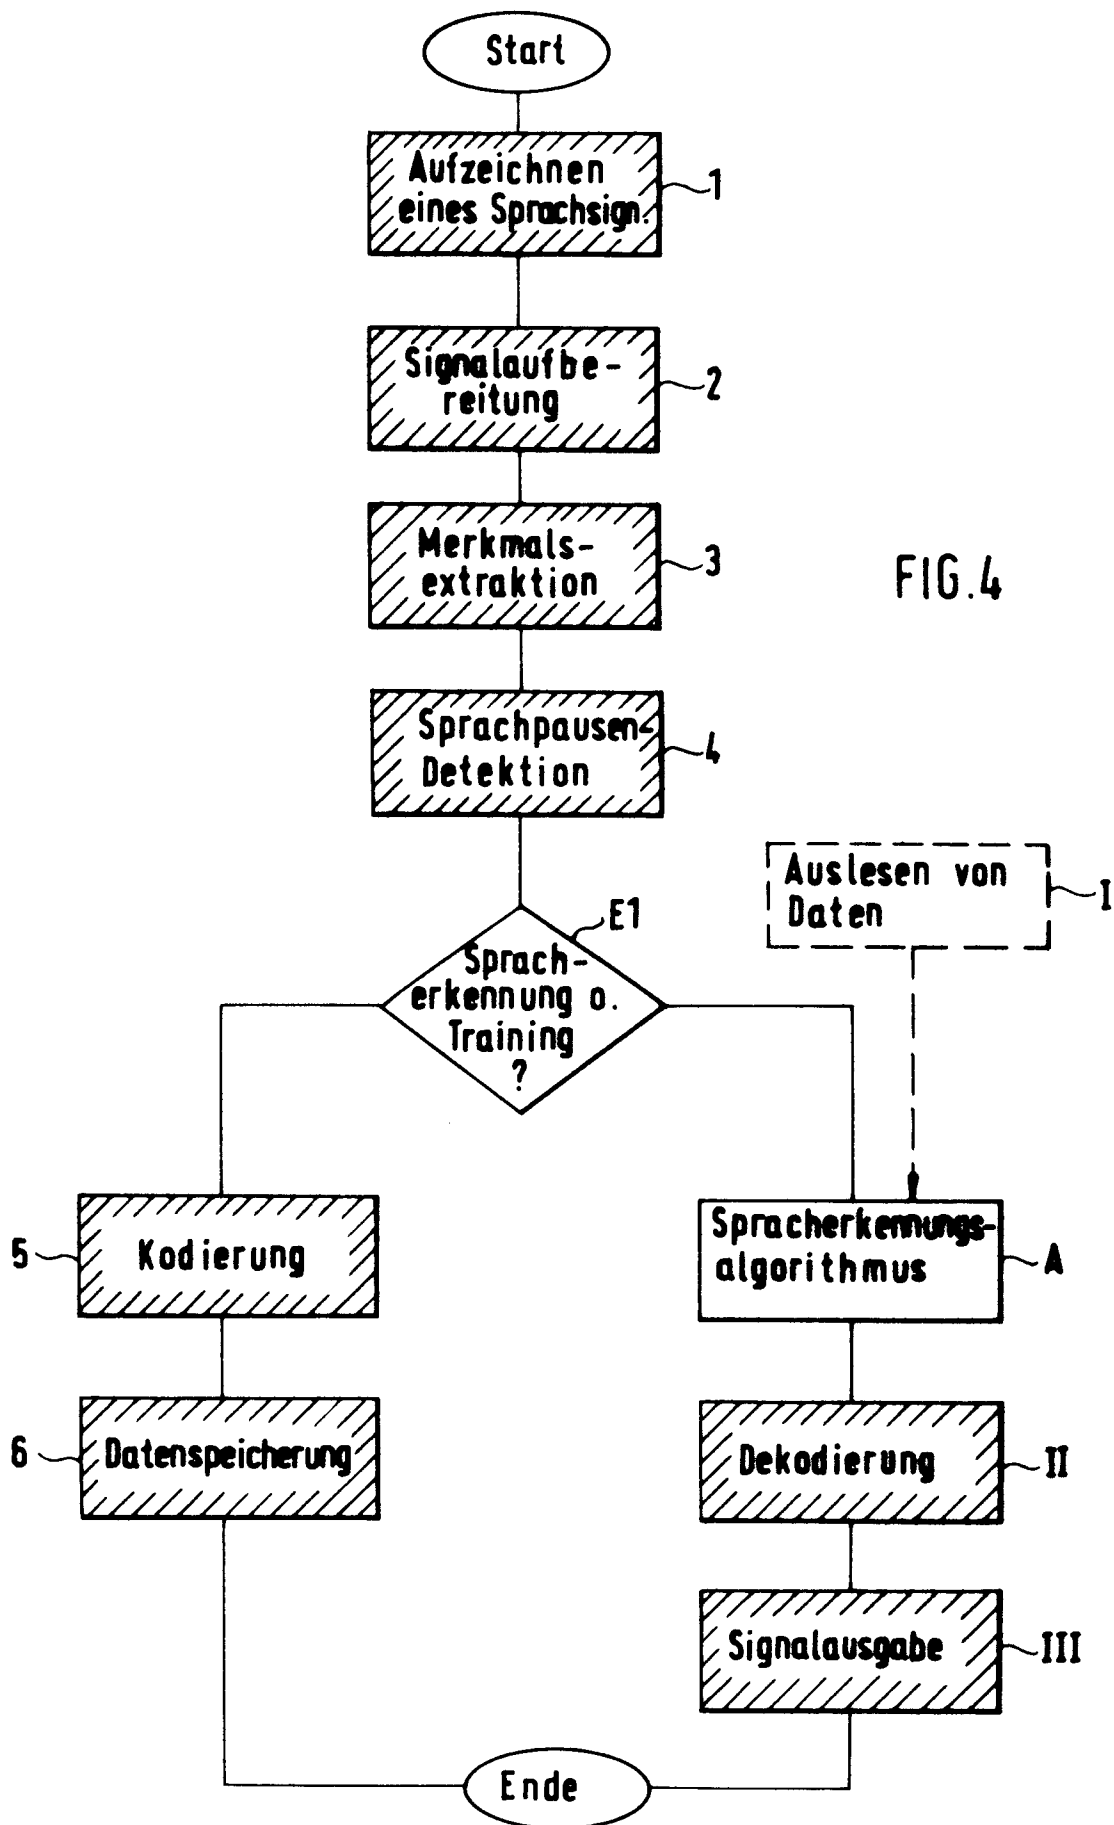 Start
Aufzeichnen
eines Sprachsign.
1
Signalaufbe-
reitung
2
Merkmals-
extraktion
3
FIG.4
Sprachpausen-
Detektion
4
Auslesen von
Daten
I
E1
Sprach-
erkennung o.
Training
?
5
Kodierung
Spracherkennungs-
algorithmus
A
6
Datenspeicherung
Dekodierung
II
Signalausgabe
III
Ende